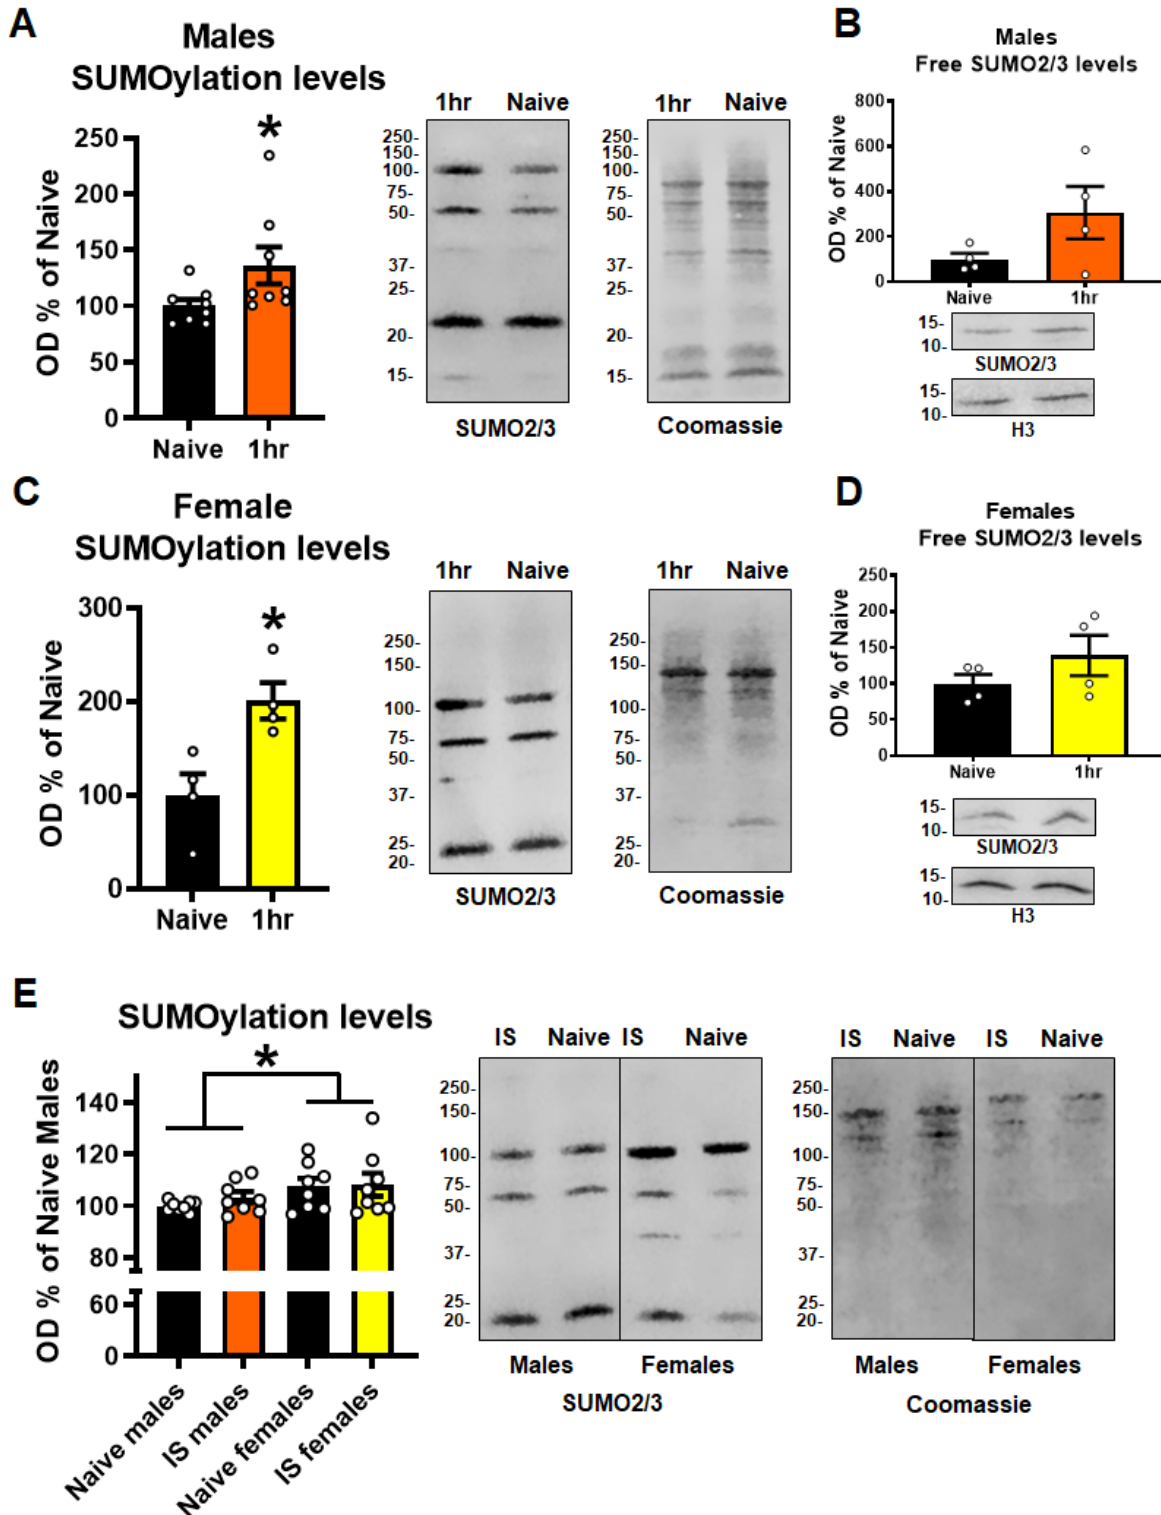 A
Males
SUMOylation levels
*
250
200
150
100
50
0
OD % of Naive
Naive 1hr
1hr Naive
250-
150-
100-
75-
50-
37-
25-
20-
15-
SUMO2/3
1hr Naive
250-
150-
100-
75-
50-
37-
25-
20-
15-
Coomassie
B
Males
Free SUMO2/3 levels
800
600
400
200
0
OD % of Naive
Naive 1hr
15-
10-
SUMO2/3
15-
10-
H3
C
Female
SUMOylation levels
*
300
200
100
0
OD % of Naive
Naive 1hr
1hr Naive
250-
150-
100-
75-
50-
37-
25-
20-
SUMO2/3
1hr Naive
250-
150-
100-
75-
50-
37-
25-
20-
Coomassie
D
Females
Free SUMO2/3 levels
250
200
150
100
50
0
OD % of Naive
Naive 1hr
15-
10-
SUMO2/3
15-
10-
H3
E
SUMOylation levels
*
140
120
100
80
60
0
OD % of Naive Males
Naive males
IS males
Naive females
IS females
IS Naive IS Naive
250-
150-
100-
75-
50-
37-
25-
20-
Males Females
SUMO2/3
IS Naive IS Naive
250-
150-
100-
75-
50-
37-
25-
20-
Males Females
Coomassie